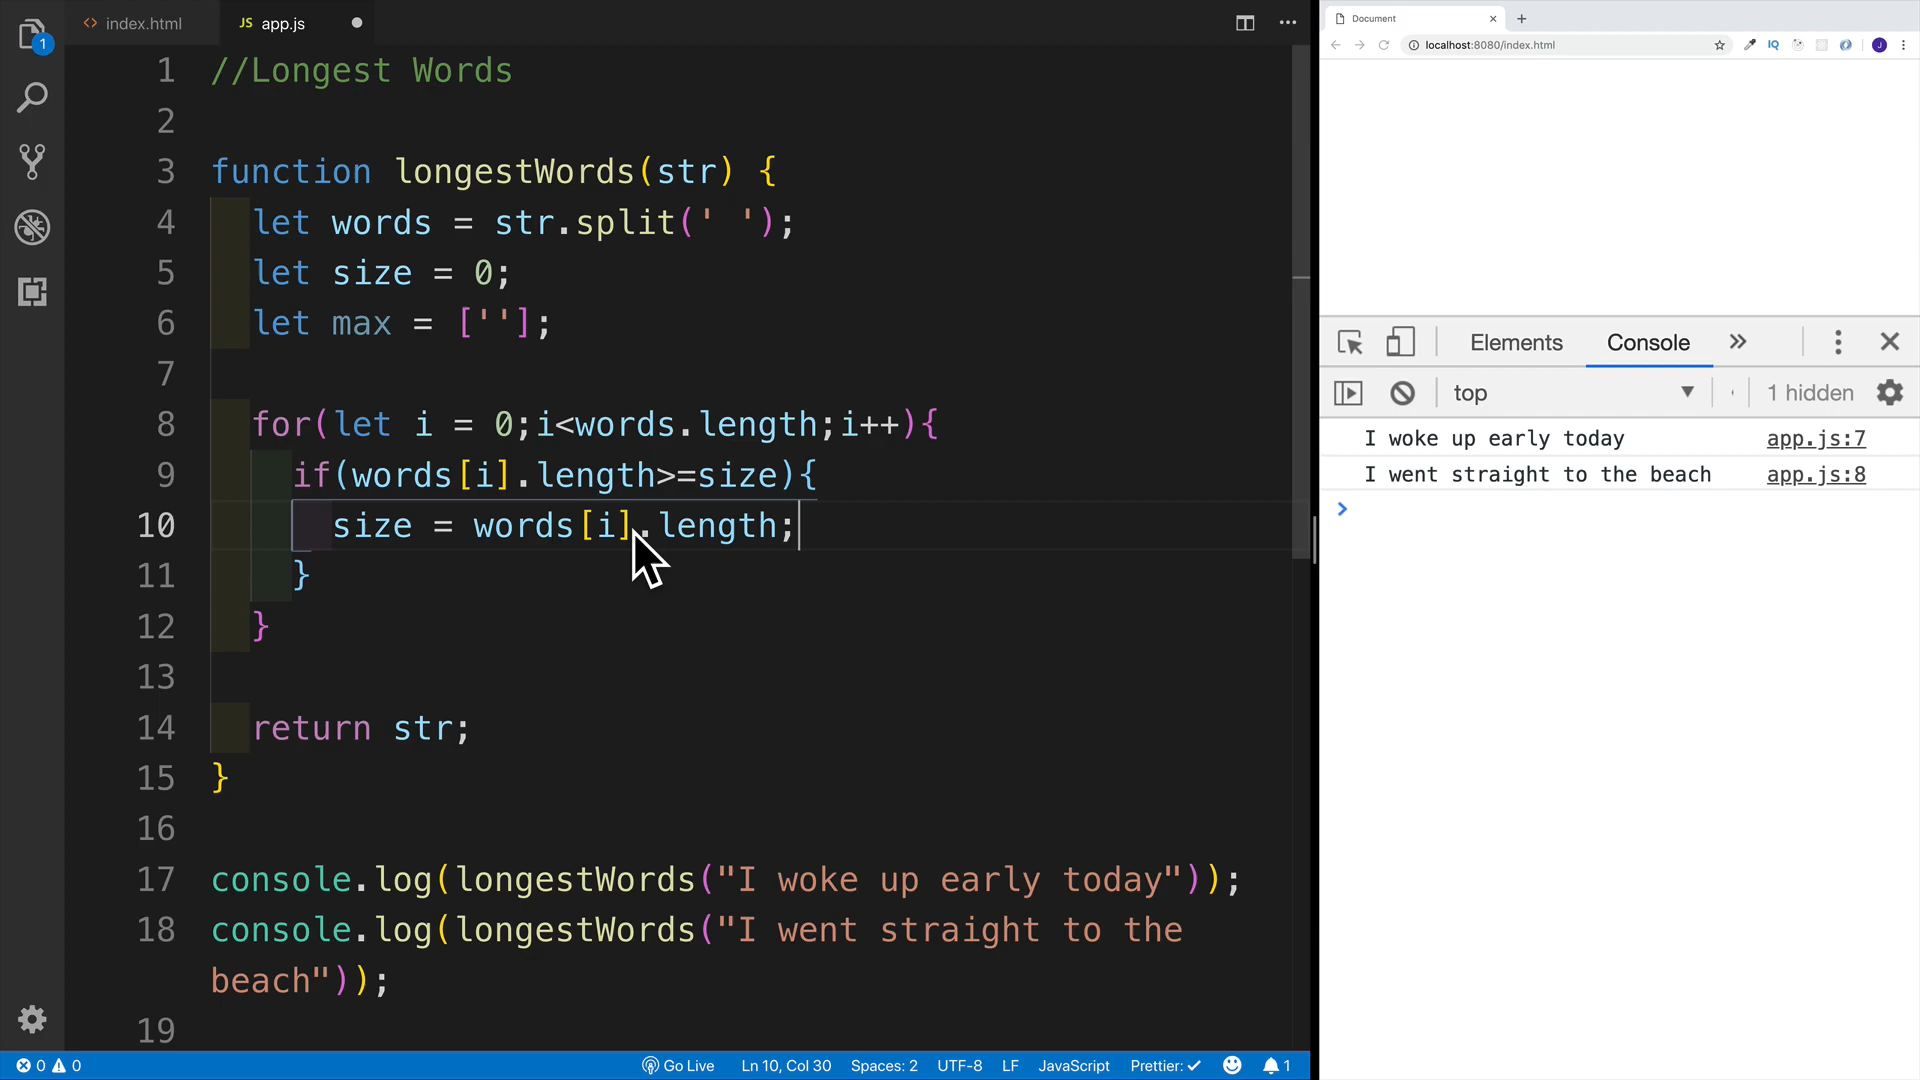 index.html
JS app.js
1
1 //Longest Words
2
3 function longestWords(str) {
4 let words = str.split(' ');
5 let size = 0;
6 let max = [''];
7
8 for(let i = 0;i<words.length;i++){
9 if(words[i].length>=size){
10 size = words[i].length;
11 }
12 }
13
14 return str;
15 }
16
17 console.log(longestWords("I woke up early today"));
18 console.log(longestWords("I went straight to the
beach"));
19
0 0 Go Live Ln 10, Col 30 Spaces: 2 UTF-8 LF JavaScript Prettier: 1
Document
localhost:8080/index.html IQ J
Elements Console
top 1 hidden
I woke up early today app.js:7
I went straight to the beach app.js:8